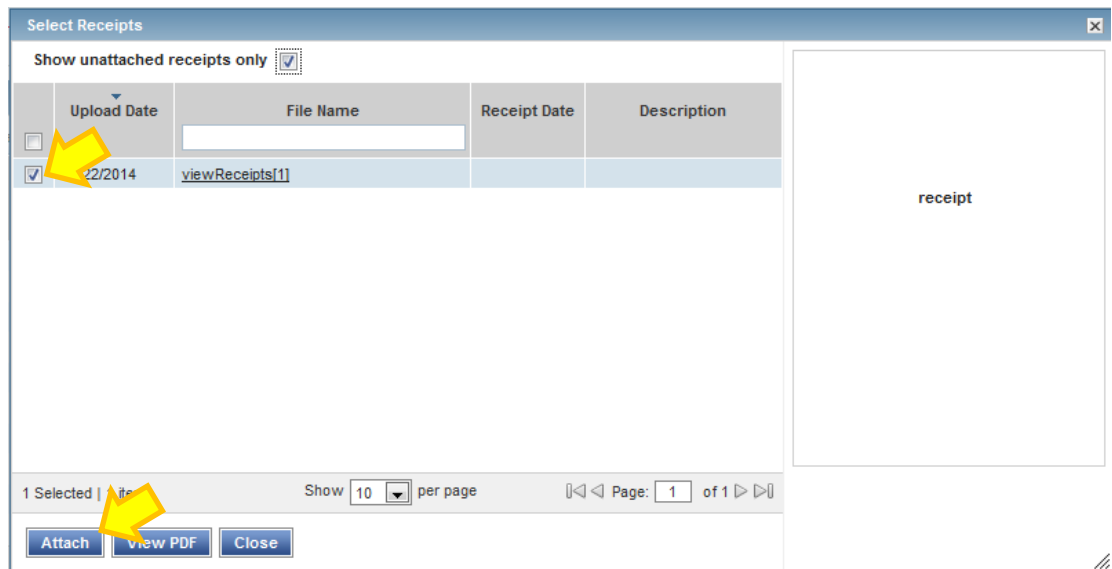 Select Receipts
Show unattached receipts only
Upload Date File Name Receipt Date Description
22/2014 viewReceipts[1]
receipt
1 Selected | Show 10 per page Page: 1 of 1
Attach View PDF Close